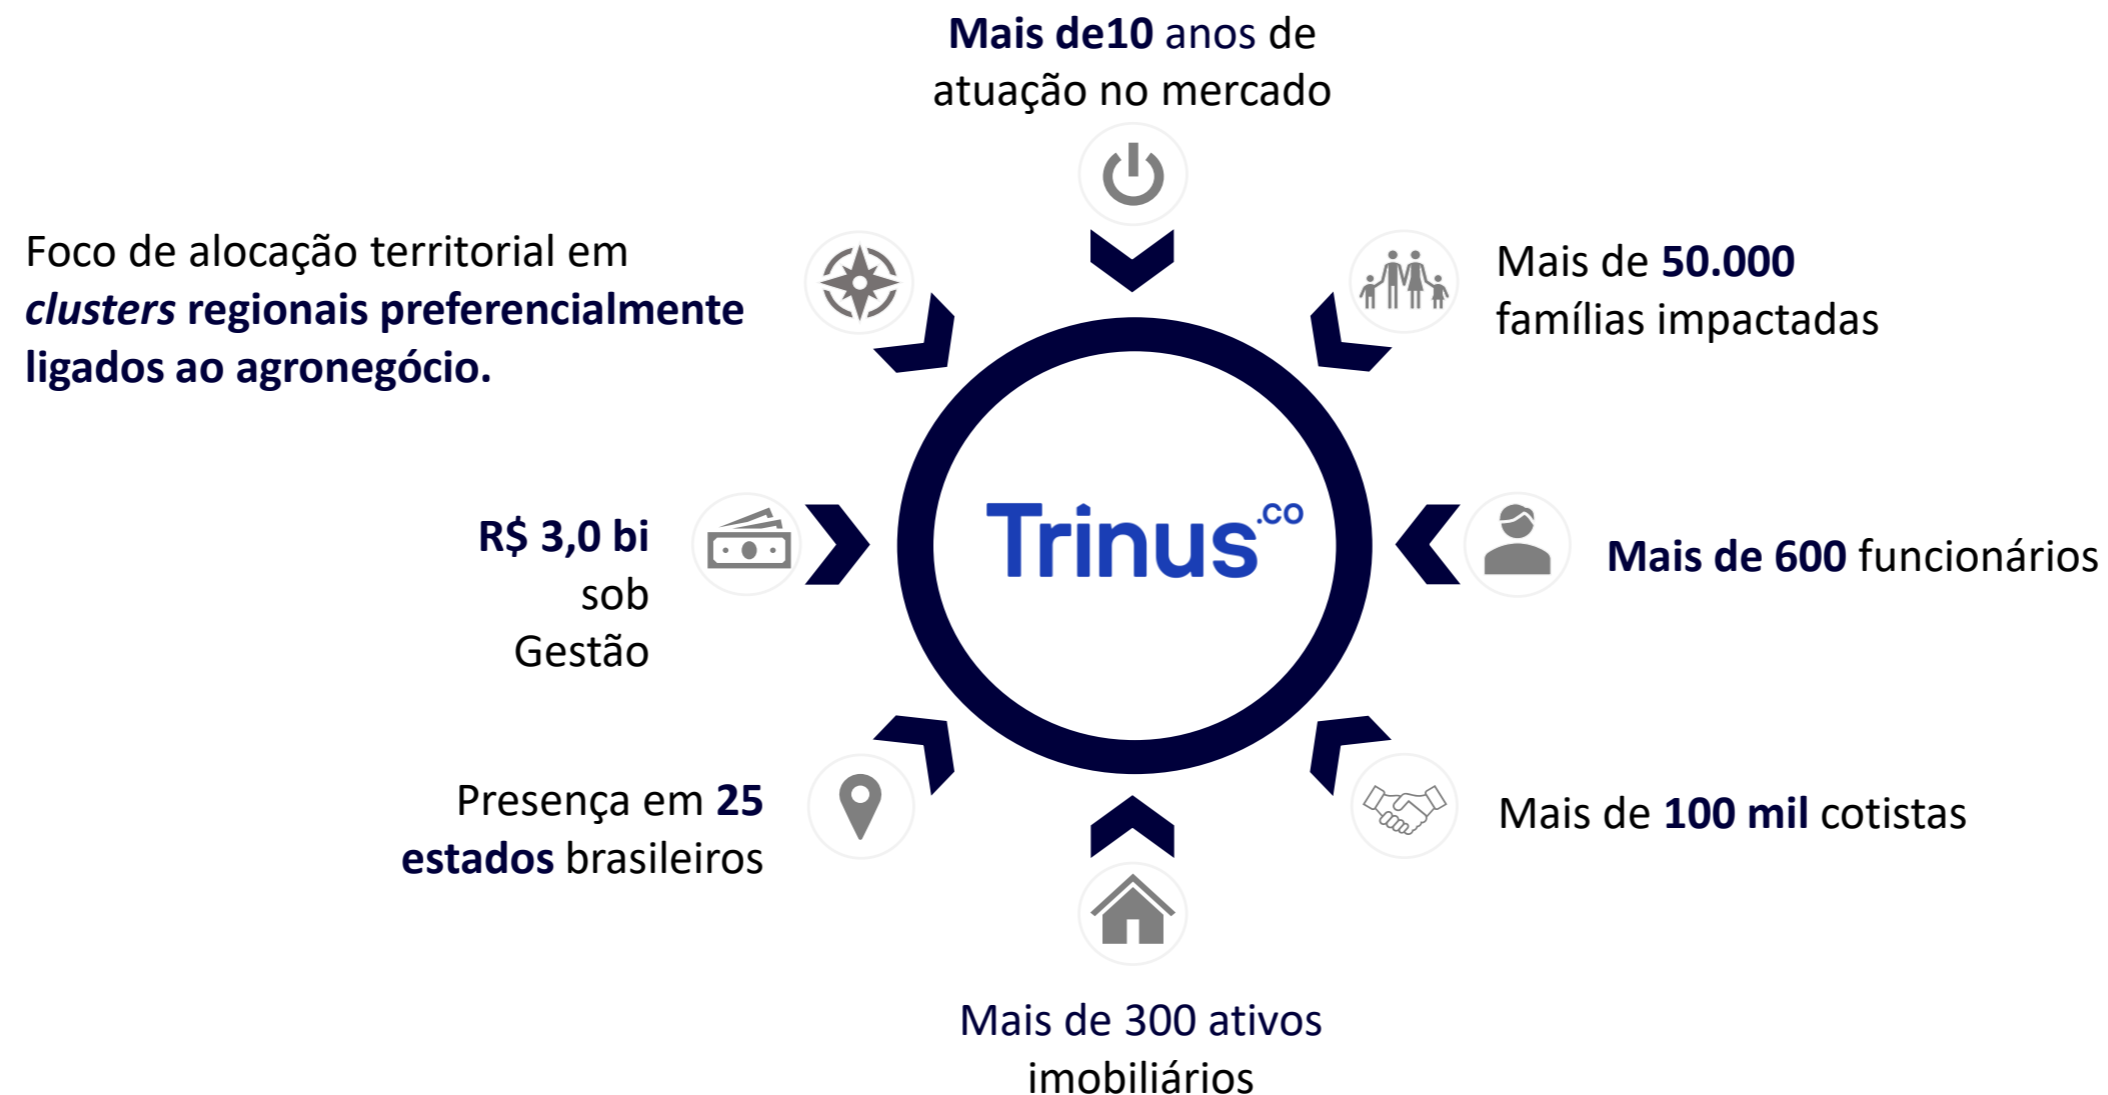 Mais de10 anos de
atuação no mercado
Foco de alocação territorial em
clusters regionais preferencialmente
ligados ao agronegócio.
Mais de 50.000
famílias impactadas
R$ 3,0 bi
sob
Gestão
Trinus.co
Mais de 600 funcionários
Presença em 25
estados brasileiros
Mais de 100 mil cotistas
Mais de 300 ativos
imobiliários